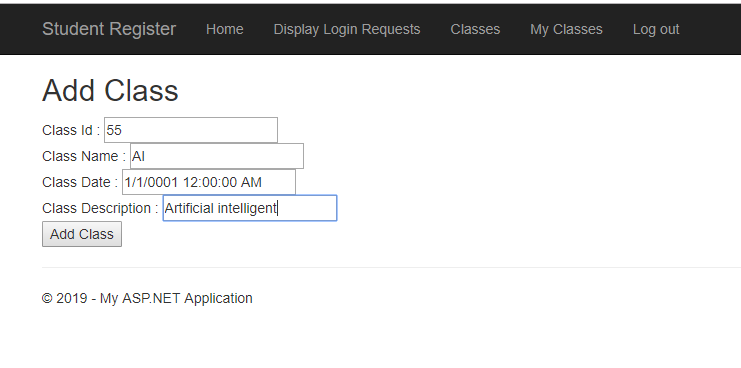 Student Register Home Display Login Requests Classes My Classes Log out
Add Class
Class Id : 55
Class Name : AI
Class Date : 1/1/0001 12:00:00 AM
Class Description : Artificial intelligent
Add Class
© 2019 - My ASP.NET Application